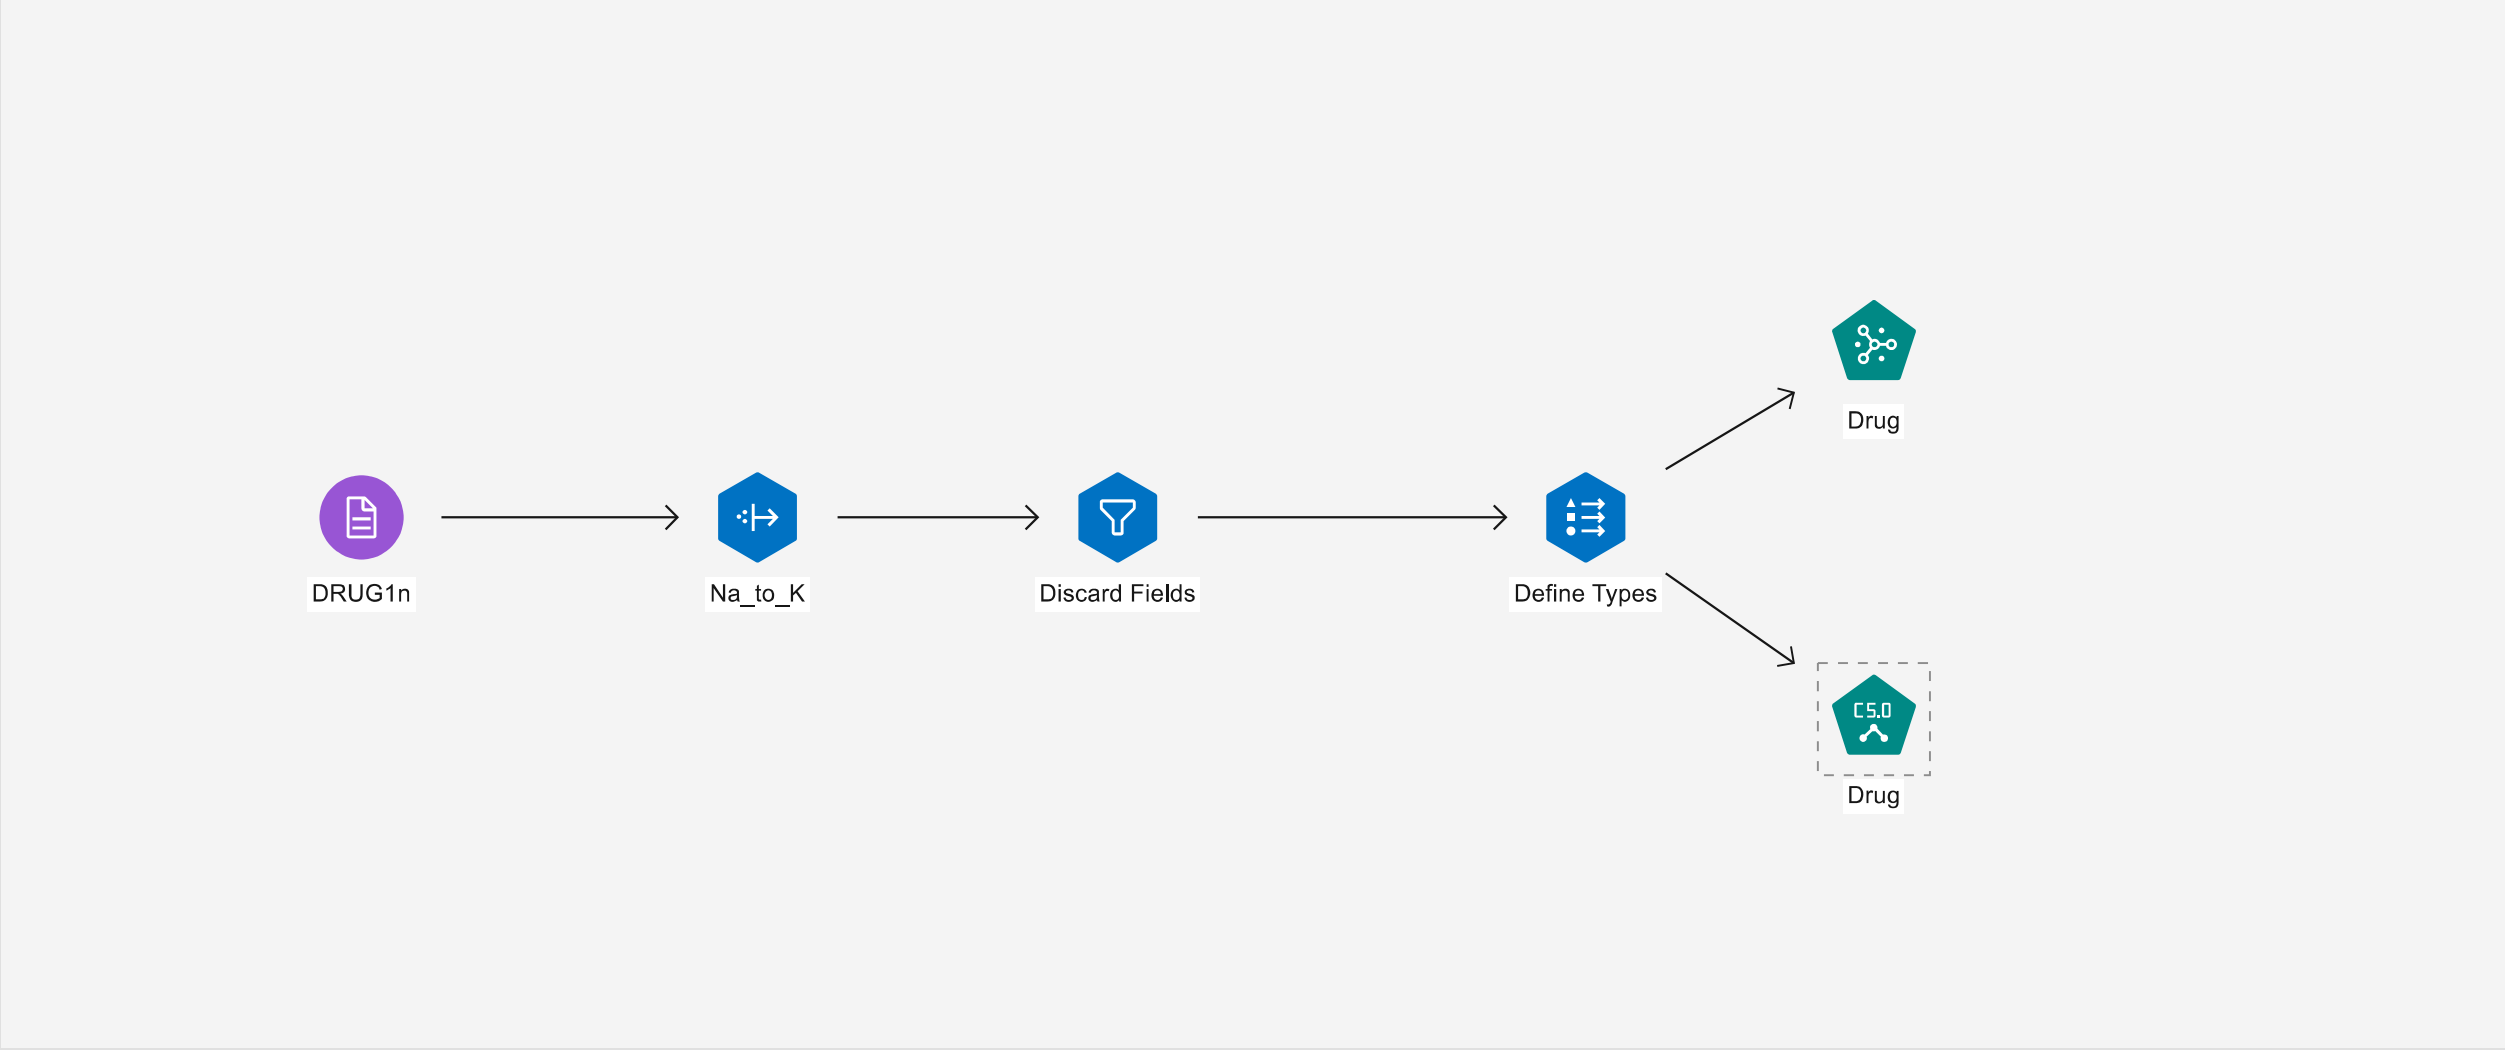 DRUG1n
Na_to_K
Discard Fields
Define Types
Drug
C5.0
Drug